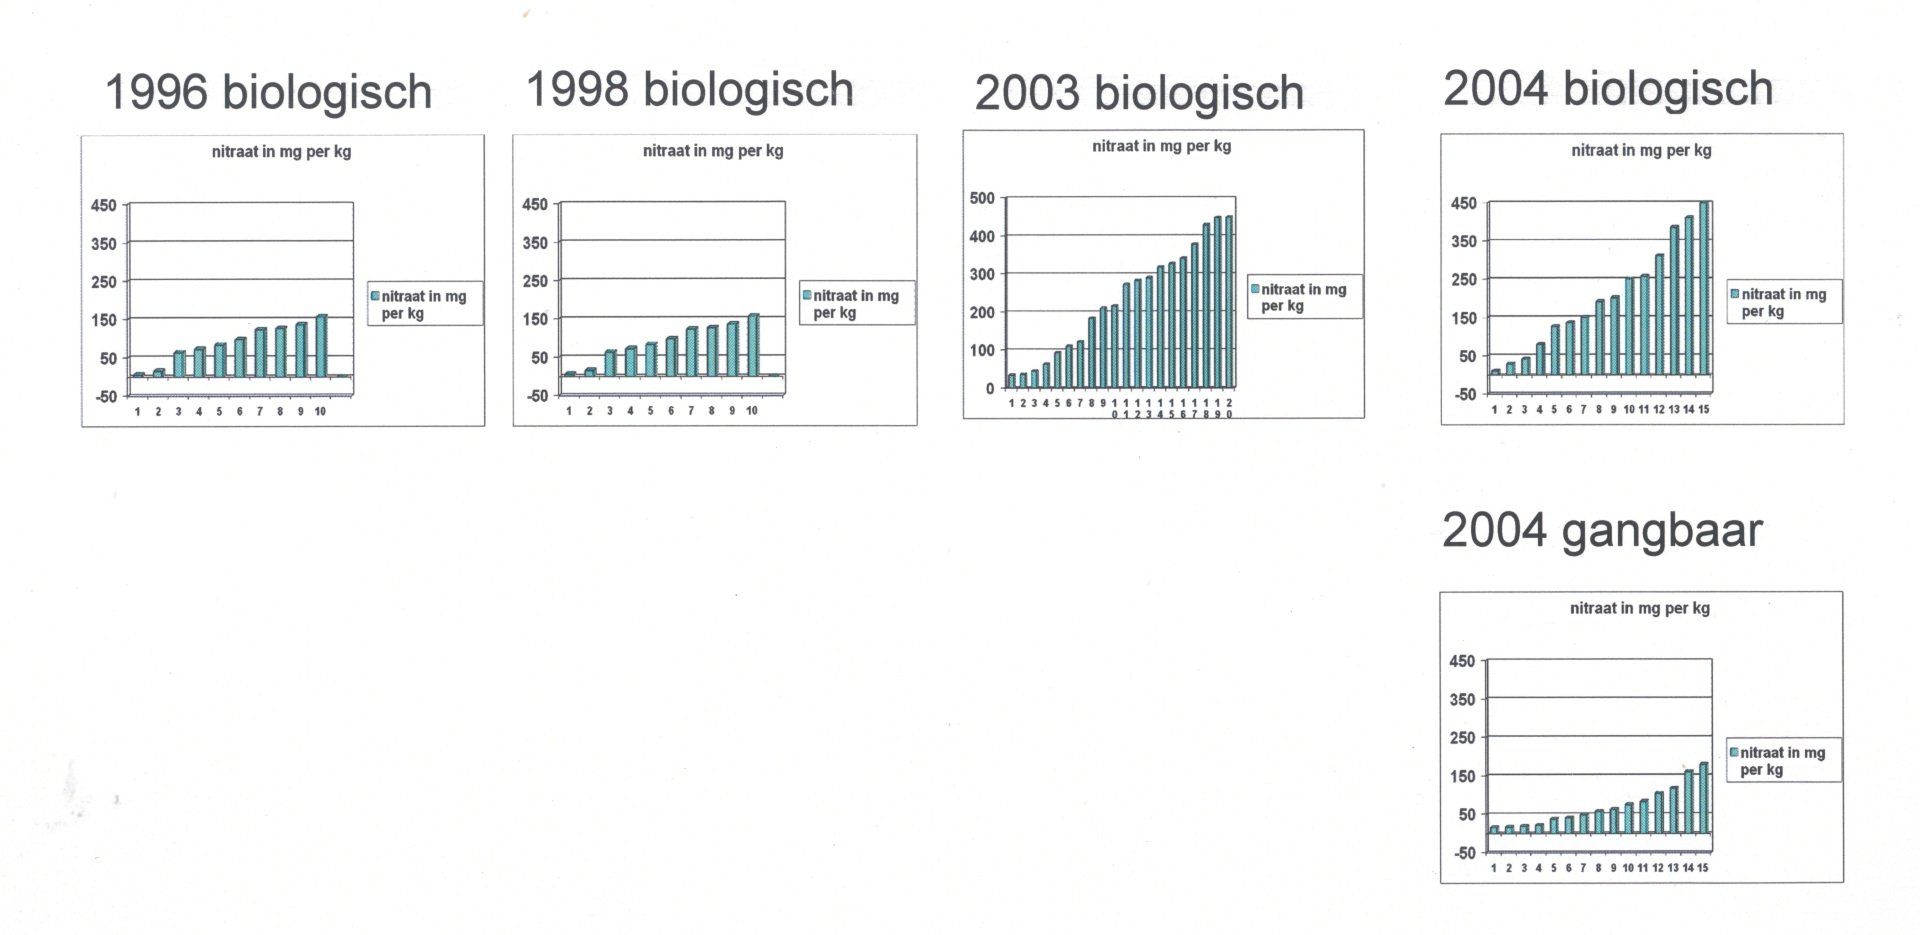 1996 biologisch
nitraat in mg per kg
450
350
250
150
50
-50
1 2 3 4 5 6 7 8 9 10
nitraat in mg
per kg
1998 biologisch
nitraat in mg per kg
450
350
250
150
50
-50
1 2 3 4 5 6 7 8 9 10
nitraat in mg
per kg
2003 biologisch
nitraat in mg per kg
500
400
300
200
100
0
1 2 3 4 5 6 7 8 9 10 11 12 13 14 15 16 17 18 19 20
nitraat in mg
per kg
2004 biologisch
nitraat in mg per kg
450
350
250
150
50
-50
1 2 3 4 5 6 7 8 9 10 11 12 13 14 15
nitraat in mg
per kg
2004 gangbaar
nitraat in mg per kg
450
350
250
150
50
-50
1 2 3 4 5 6 7 8 9 10 11 12 13 14 15
nitraat in mg
per kg